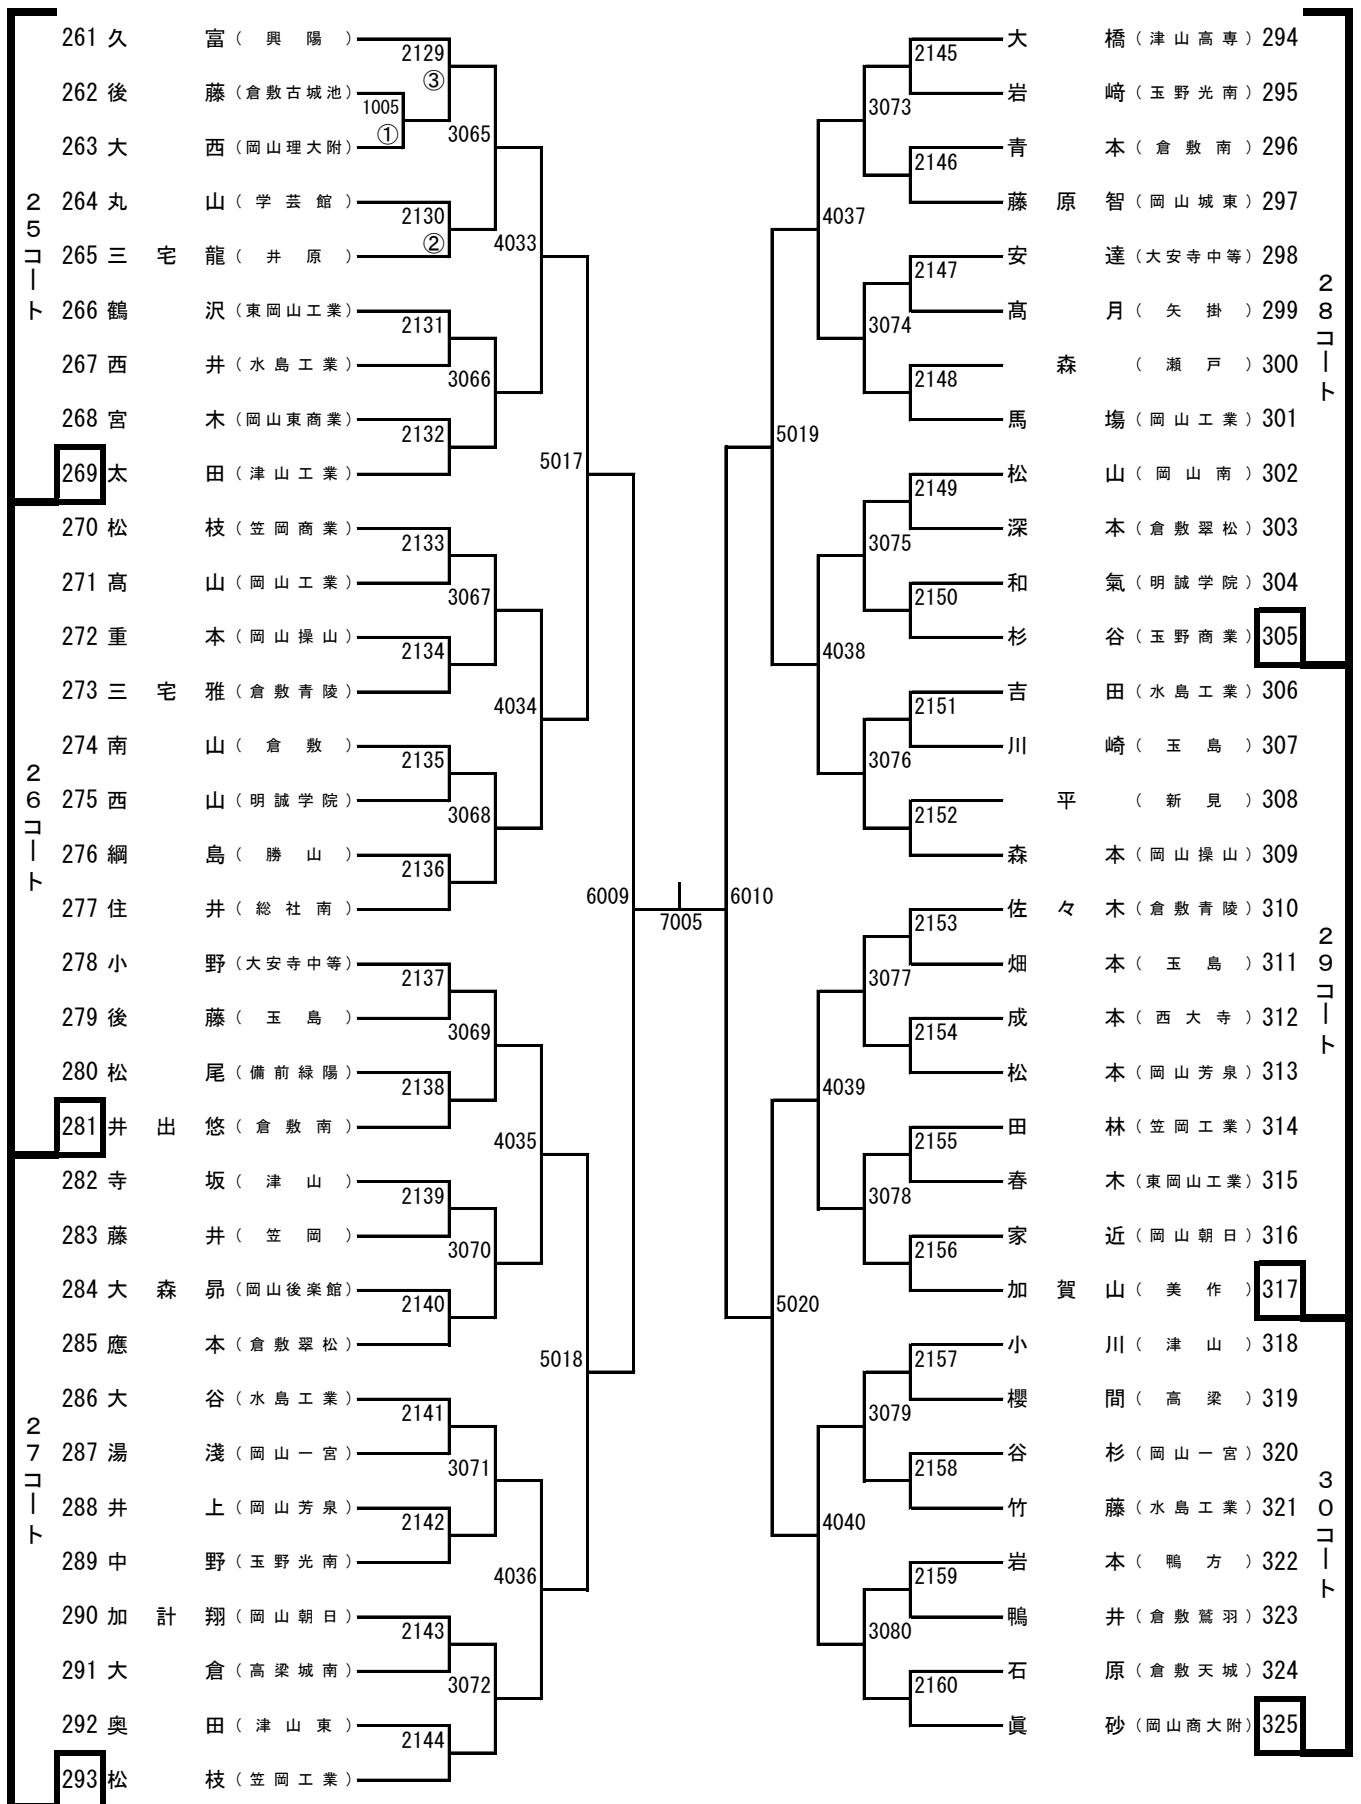 261 久富 (興陽)
262 後藤 (倉敷古城池)
263 大西 (岡山理大附)
264 丸山 (学芸館)
265 三宅龍 (井原)
266 鶴沢 (東岡山工業)
267 西井 (水島工業)
268 宮木 (岡山東商業)
269 太田 (津山工業)
270 松枝 (笠岡商業)
271 髙山 (岡山工業)
272 重本 (岡山操山)
273 三宅雅 (倉敷青陵)
274 南山 (倉敷)
275 西山 (明誠学院)
276 綱島 (勝山)
277 住井 (総社南)
278 小野 (大安寺中等)
279 後藤 (玉島)
280 松尾 (備前緑陽)
281 井出悠 (倉敷南)
282 寺坂 (津山)
283 藤井 (笠岡)
284 大森昴 (岡山後楽館)
285 應本 (倉敷翠松)
286 大谷 (水島工業)
287 湯淺 (岡山一宮)
288 井上 (岡山芳泉)
289 中野 (玉野光南)
290 加計翔 (岡山朝日)
291 大倉 (高梁城南)
292 奥田 (津山東)
293 松枝 (笠岡工業)
25コート
26コート
27コート
2129
③
1005
①
2130
②
2131
2132
2133
2134
2135
2136
2137
2138
2139
2140
2141
2142
2143
2144
3065
3066
3067
3068
3069
3070
3071
3072
4033
4034
4035
4036
5017
5018
6009
7005
6010
5019
5020
4037
4038
4039
4040
3073
3074
3075
3076
3077
3078
3079
3080
2145
2146
2147
2148
2149
2150
2151
2152
2153
2154
2155
2156
2157
2158
2159
2160
大橋 (津山高専) 294
岩﨑 (玉野光南) 295
青本 (倉敷南) 296
藤原智 (岡山城東) 297
安達 (大安寺中等) 298
髙月 (矢掛) 299
森 (瀬戸) 300
馬場 (岡山工業) 301
松山 (岡山南) 302
深本 (倉敷翠松) 303
和氣 (明誠学院) 304
杉谷 (玉野商業) 305
吉田 (水島工業) 306
川崎 (玉島) 307
平 (新見) 308
森本 (岡山操山) 309
佐々木 (倉敷青陵) 310
畑本 (玉島) 311
成本 (西大寺) 312
松本 (岡山芳泉) 313
田林 (笠岡工業) 314
春木 (東岡山工業) 315
家近 (岡山朝日) 316
加賀山 (美作) 317
小川 (津山) 318
櫻間 (高梁) 319
谷杉 (岡山一宮) 320
竹藤 (水島工業) 321
岩本 (鴨方) 322
鴨井 (倉敷鷲羽) 323
石原 (倉敷天城) 324
眞砂 (岡山商大附) 325
28コート
29コート
30コート